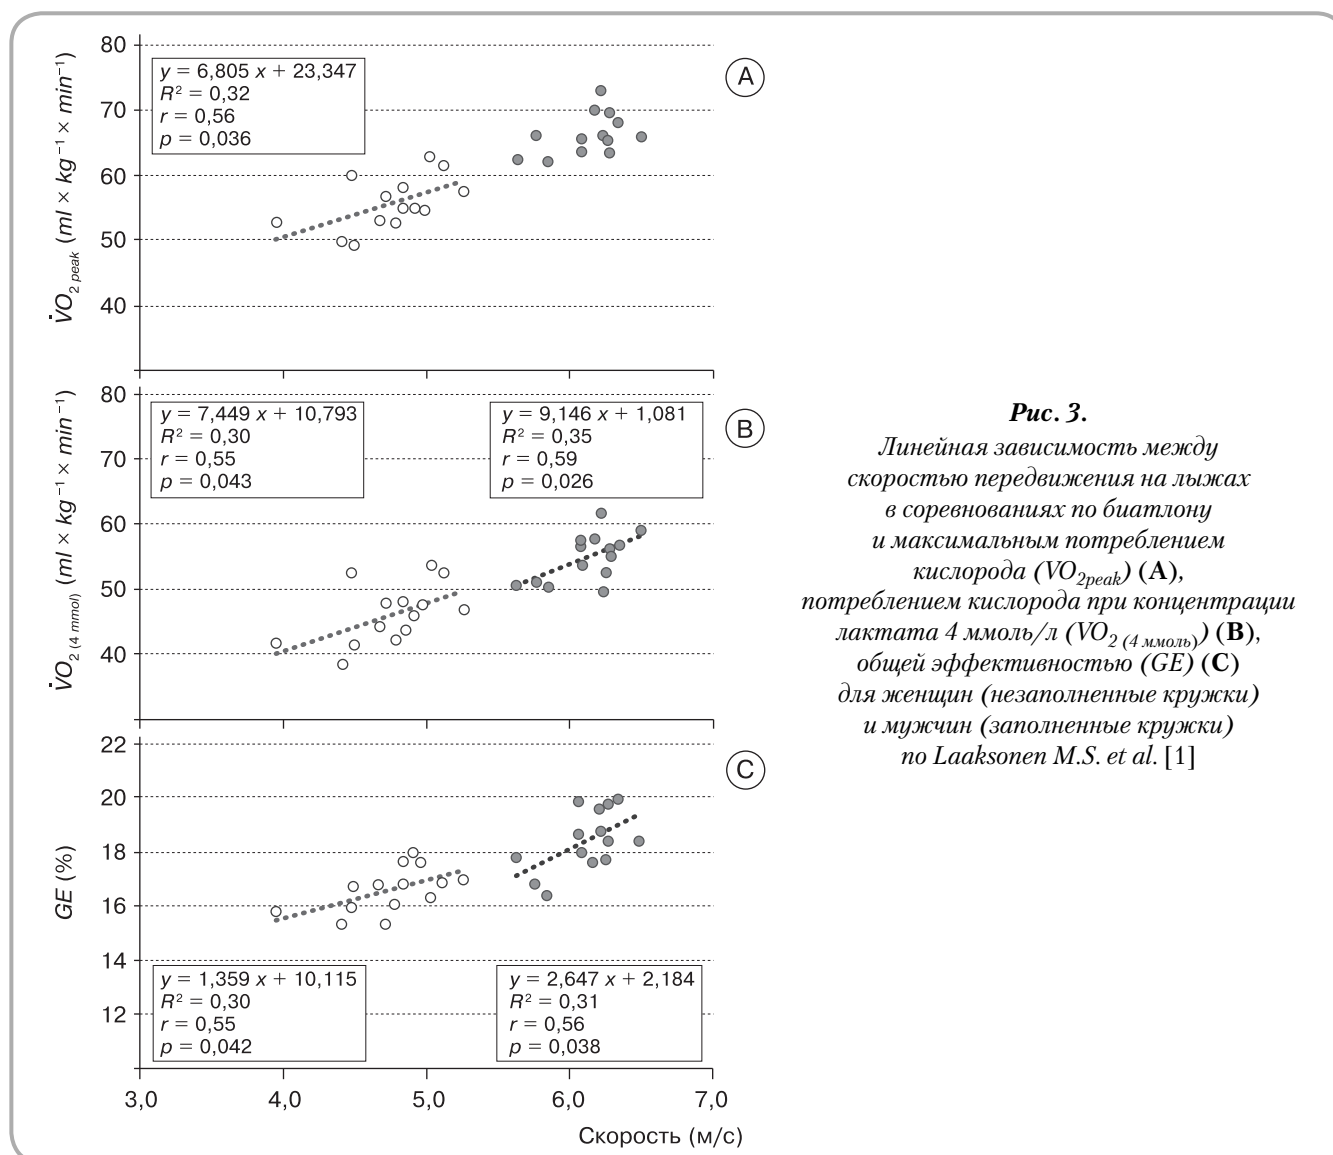 80
70
60
50
40
V̇O₂ peak (ml × kg⁻¹ × min⁻¹)
y = 6,805 x + 23,347
R² = 0,32
r = 0,56
p = 0,036
A
80
70
60
50
40
V̇O₂ (4 mmol) (ml × kg⁻¹ × min⁻¹)
y = 7,449 x + 10,793
R² = 0,30
r = 0,55
p = 0,043
y = 9,146 x + 1,081
R² = 0,35
r = 0,59
p = 0,026
B
22
20
18
16
14
12
GE (%)
C
y = 1,359 x + 10,115
R² = 0,30
r = 0,55
p = 0,042
y = 2,647 x + 2,184
R² = 0,31
r = 0,56
p = 0,038
3,0 4,0 5,0 6,0 7,0
Скорость (м/с)
Рис. 3.
Линейная зависимость между
скоростью передвижения на лыжах
в соревнованиях по биатлону
и максимальным потреблением
кислорода (VO2peak) (A),
потреблением кислорода при концентрации
лактата 4 ммоль/л (VO2 (4 ммоль)) (B),
общей эффективностью (GE) (C)
для женщин (незаполненные кружки)
и мужчин (заполненные кружки)
по Laaksonen M.S. et al. [1]